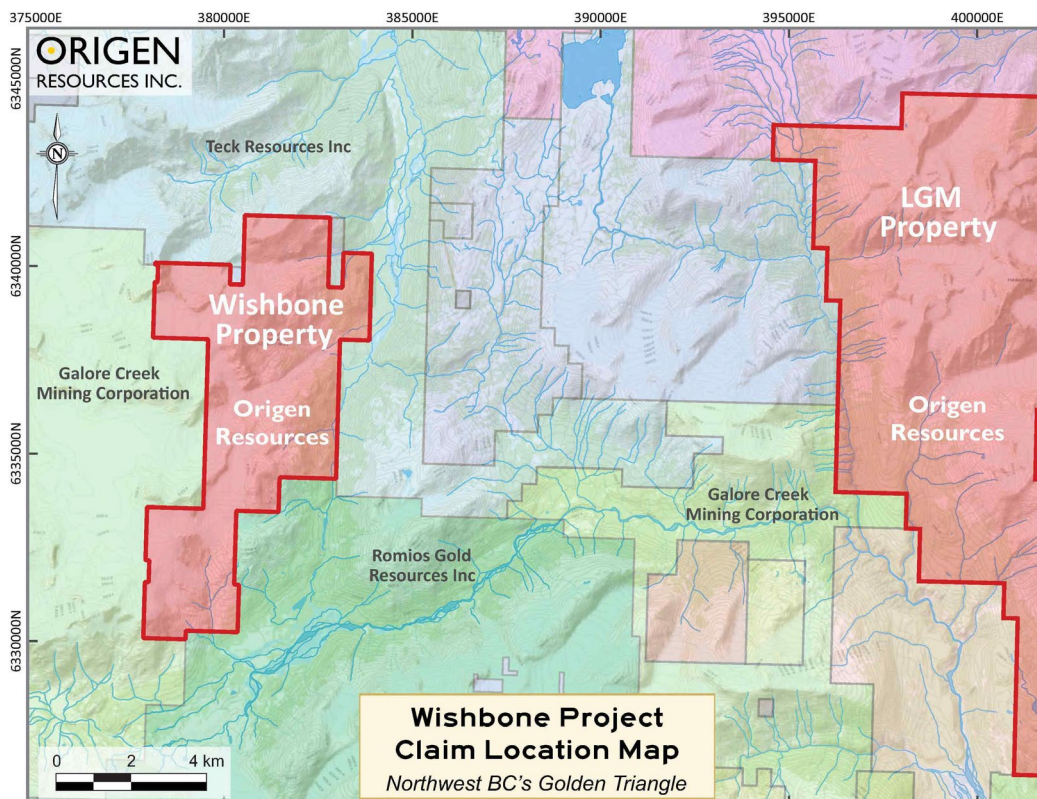 375000E 380000E 385000E 390000E 395000E 400000E
ORIGEN
RESOURCES INC.
6345000N
N
Teck Resources Inc
LGM
Property
6340000N
Wishbone
Property
Galore Creek
Mining Corporation
Origen
Resources
Origen
Resources
6335000N
Galore Creek
Mining Corporation
Romios Gold
Resources Inc
6330000N
Wishbone Project
Claim Location Map
Northwest BC's Golden Triangle
0 2 4 km